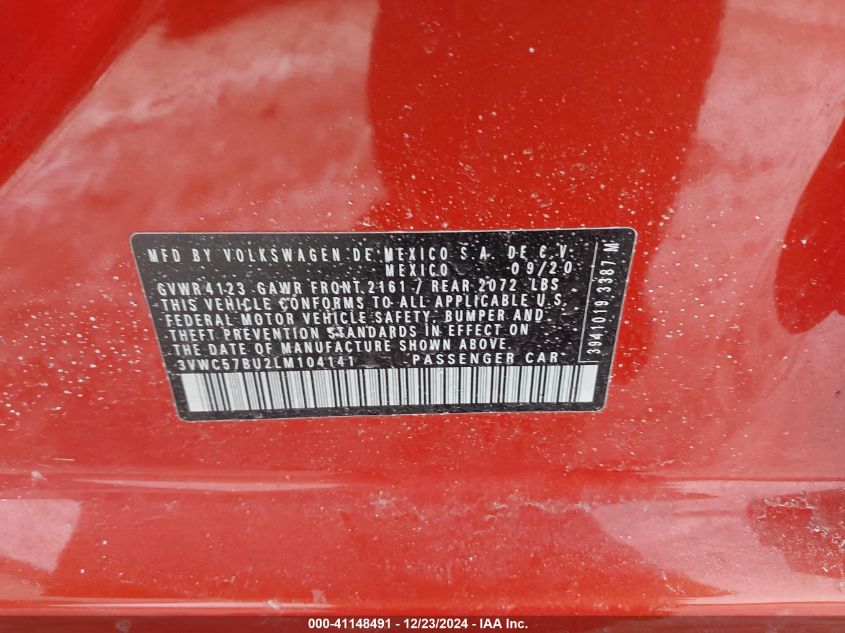 MFD BY VOLKSWAGEN DE MEXICO S.A. DE C.V.
MEXICO 09/20
GVWR 4123 GAWR FRONT 2161 / REAR 2072 LBS
THIS VEHICLE CONFORMS TO ALL APPLICABLE U.S.
FEDERAL MOTOR VEHICLE SAFETY, BUMPER AND
THEFT PREVENTION STANDARDS IN EFFECT ON
THE DATE OF MANUFACTURE SHOWN ABOVE.
3VWC57BU2LM104141 PASSENGER CAR
3941019.3387 M
000-41148491 - 12/23/2024 - IAA Inc.